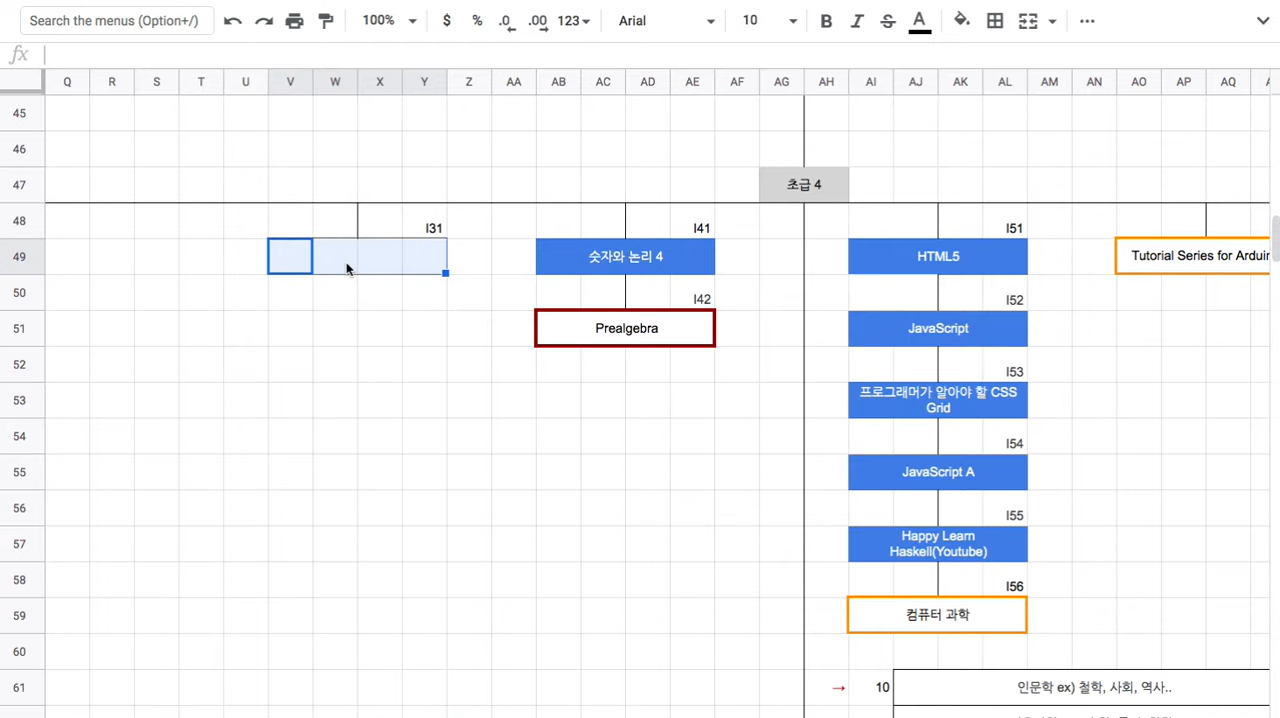 Search the menus (Option+/)
100%
$ % .0 .00 123
Arial
10
B I S A
fx
Q R S T U V W X Y Z AA AB AC AD AE AF AG AH AI AJ AK AL AM AN AO AP AQ
45
46
47 초급 4
48 I31 I41 I51
49 숫자와 논리 4 HTML5 Tutorial Series for Arduin
50 I42 I52
51 Prealgebra JavaScript
52 I53
53 프로그래머가 알아야 할 CSS
Grid
54 I54
55 JavaScript A
56 I55
57 Happy Learn
Haskell(Youtube)
58 I56
59 컴퓨터 과학
60
61 → 10 인문학 ex) 철학, 사회, 역사..